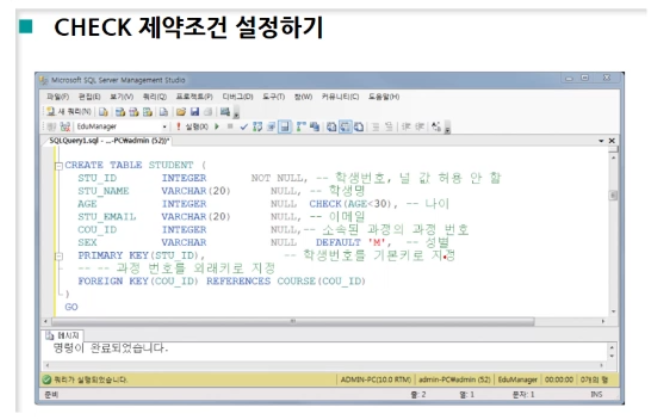 CHECK 제약조건 설정하기
Microsoft SQL Server Management Studio
파일(F) 편집(E) 보기(V) 쿼리(Q) 프로젝트(P) 디버그(D) 도구(T) 창(W) 커뮤니티(C) 도움말(H)
새 쿼리(N)
EduManager 실행(X)
SQLQuery1.sql - ...-PC₩admin (52))*
CREATE TABLE STUDENT (
STU_ID INTEGER NOT NULL, -- 학생번호, 널 값 허용 안 함
STU_NAME VARCHAR(20) NULL, -- 학생명
AGE INTEGER NULL CHECK(AGE<30), -- 나이
STU_EMAIL VARCHAR(20) NULL, -- 이메일
COU_ID INTEGER NULL, -- 소속된 과정의 과정 번호
SEX VARCHAR NULL DEFAULT 'M', -- 성별
PRIMARY KEY(STU_ID), -- 학생번호를 기본키로 지정
-- -- 과정 번호를 외래키로 지정
FOREIGN KEY(COU_ID) REFERENCES COURSE(COU_ID)
)
GO
메시지
명령이 완료되었습니다.
쿼리가 실행되었습니다. ADMIN-PC(10.0 RTM) admin-PC₩admin (52) EduManager 00:00:00 0개의 행
준비 줄: 2 열: 1 문자: 1 INS